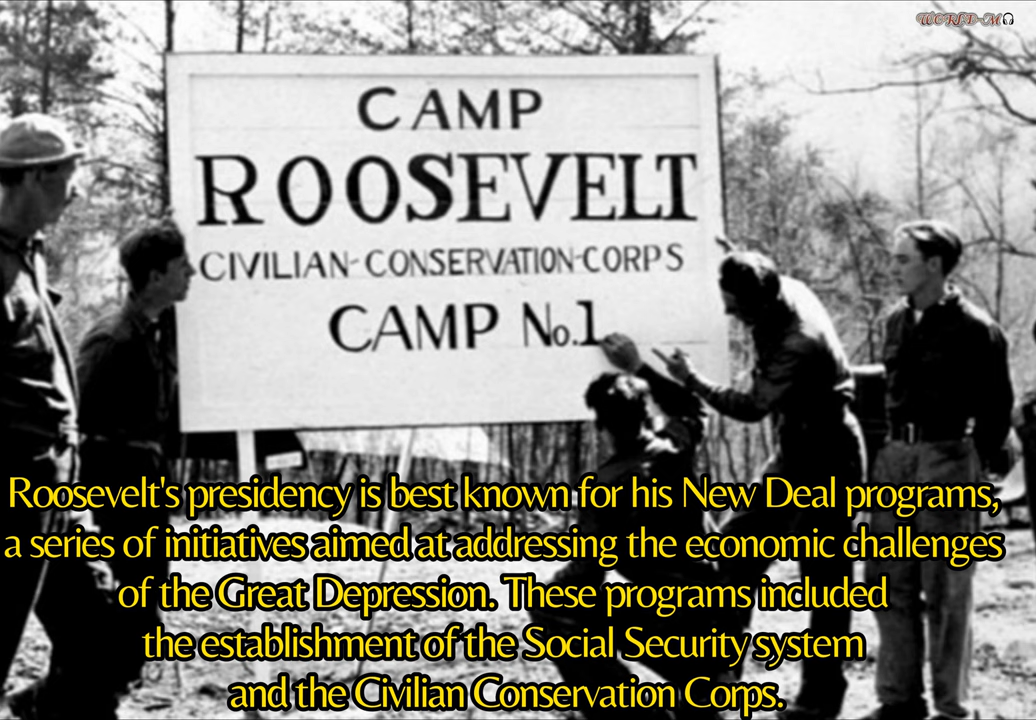 WORLD-M
CAMP
ROOSEVELT
CIVILIAN-CONSERVATION-CORPS
CAMP No.1
Roosevelt's presidency is best known for his New Deal programs,
a series of initiatives aimed at addressing the economic challenges
of the Great Depression. These programs included
the establishment of the Social Security system
and the Civilian Conservation Corps.